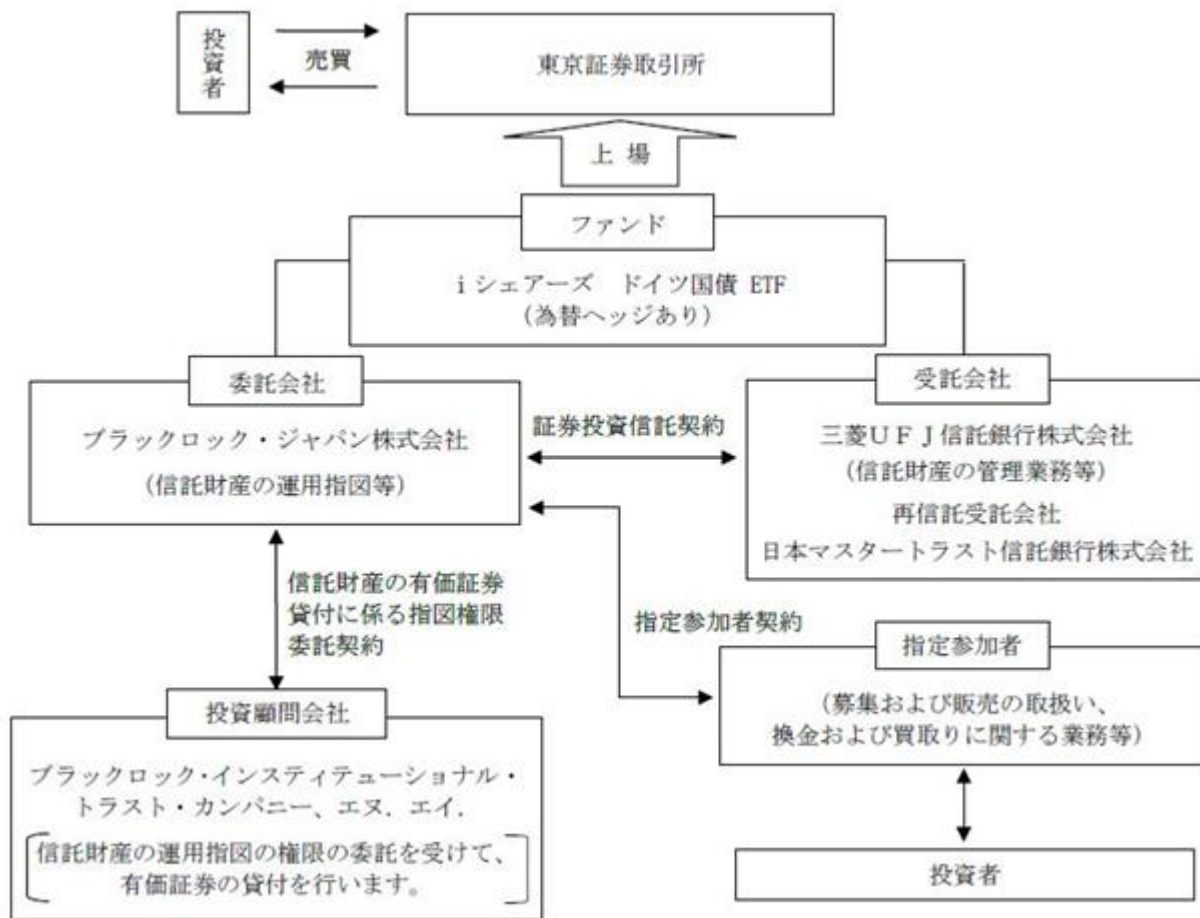 投資者
売買
東京証券取引所
上 場
ファンド
iシェアーズ ドイツ国債 ETF
(為替ヘッジあり)
委託会社
ブラックロック・ジャパン株式会社
(信託財産の運用指図等)
証券投資信託契約
受託会社
三菱UFJ信託銀行株式会社
(信託財産の管理業務等)
再信託受託会社
日本マスタートラスト信託銀行株式会社
信託財産の有価証券
貸付に係る指図権限
委託契約
指定参加者契約
指定参加者
(募集および販売の取扱い、
換金および買取りに関する業務等)
投資顧問会社
ブラックロック・インスティテューショナル・
トラスト・カンパニー、エヌ.エイ.
信託財産の運用指図の権限の委託を受けて、
有価証券の貸付を行います。
投資者